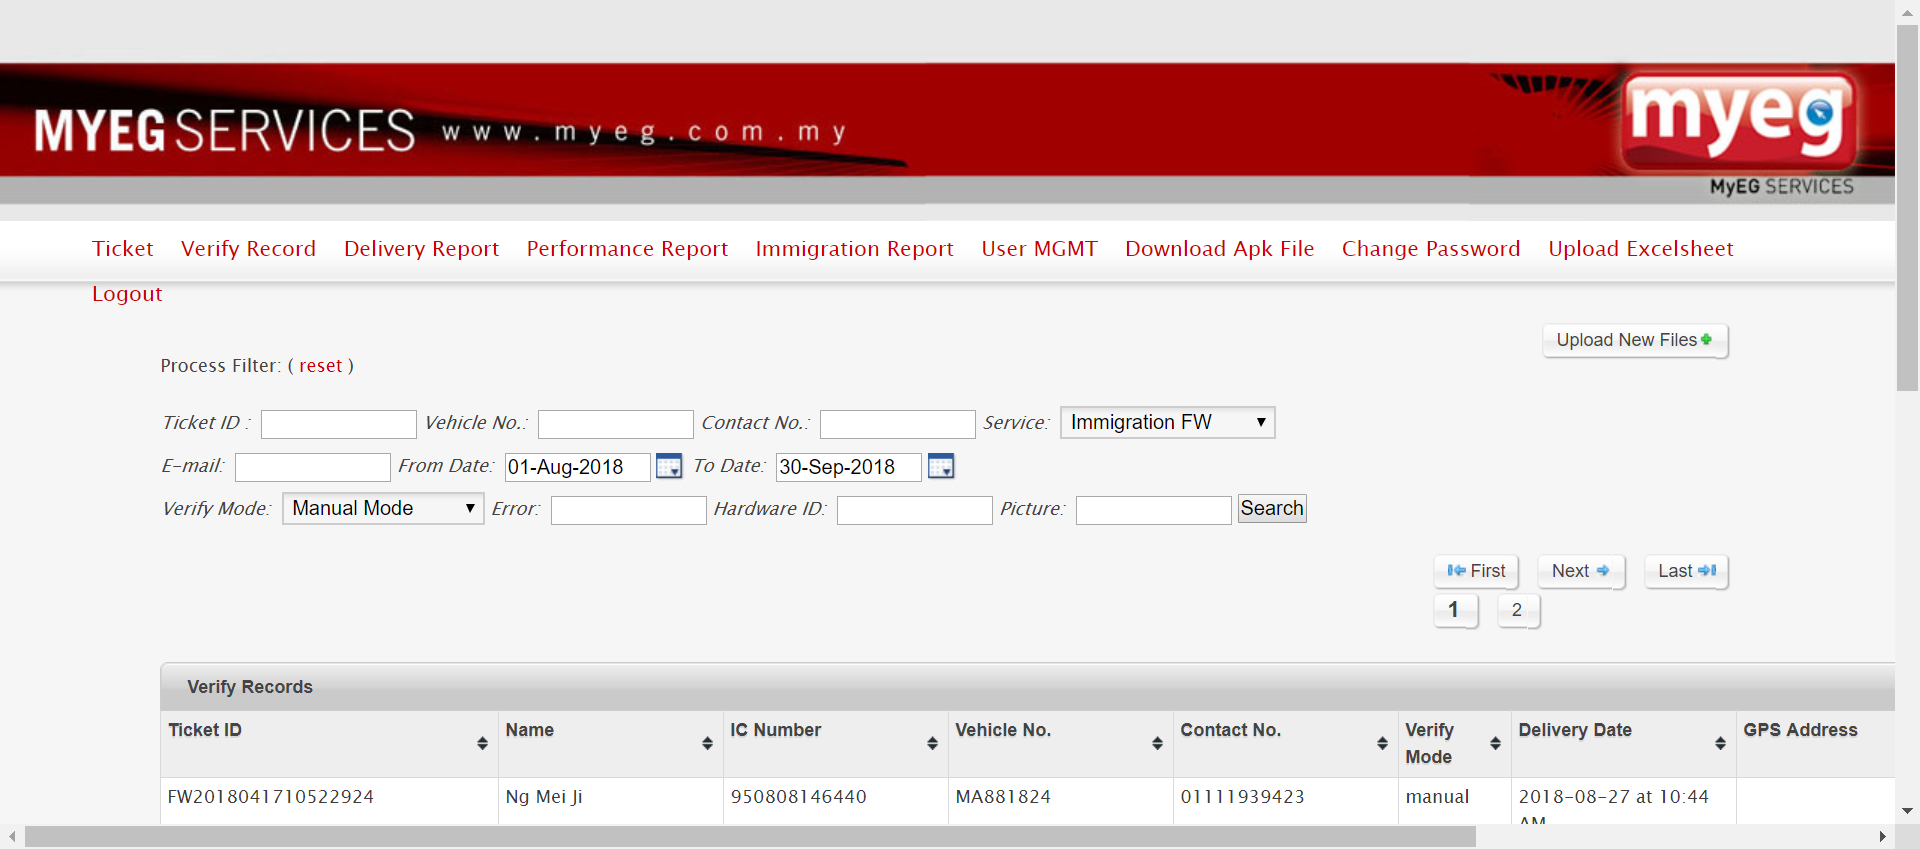 MYEG SERVICES www.myeg.com.my
myeg
MyEG SERVICES
Ticket Verify Record Delivery Report Performance Report Immigration Report User MGMT Download Apk File Change Password Upload Excelsheet
Logout
Upload New Files
Process Filter: ( reset )
Ticket ID : Vehicle No.: Contact No.: Service: Immigration FW
E-mail: From Date: 01-Aug-2018 To Date: 30-Sep-2018
Verify Mode: Manual Mode Error: Hardware ID: Picture: Search
First Next Last
1 2
Verify Records
Ticket ID Name IC Number Vehicle No. Contact No. Verify Mode Delivery Date GPS Address
FW2018041710522924 Ng Mei Ji 950808146440 MA881824 01111939423 manual 2018-08-27 at 10:44 AM